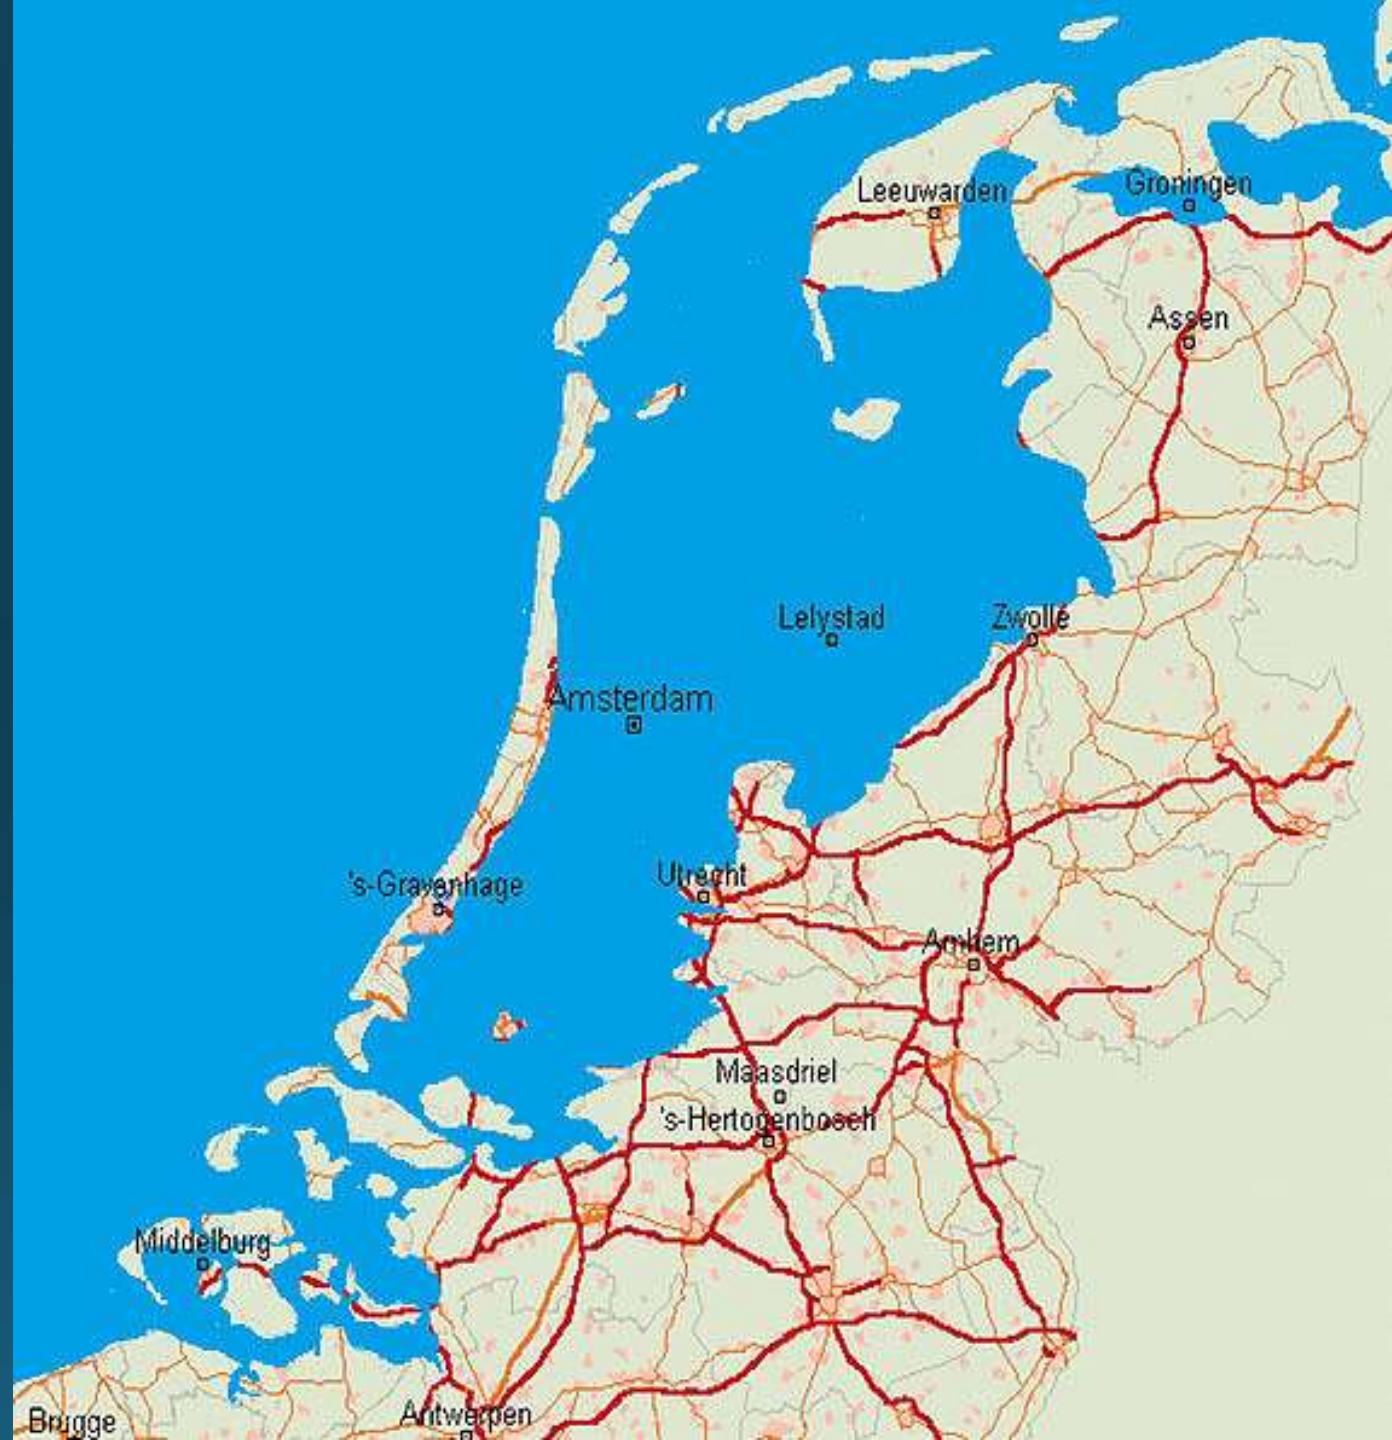 Leeuwarden
Groningen
Assen
Lelystad
Zwolle
Amsterdam
's-Gravenhage
Utrecht
Arnhem
Maasdriel
's-Hertogenbosch
Middelburg
Antwerpen
Brugge